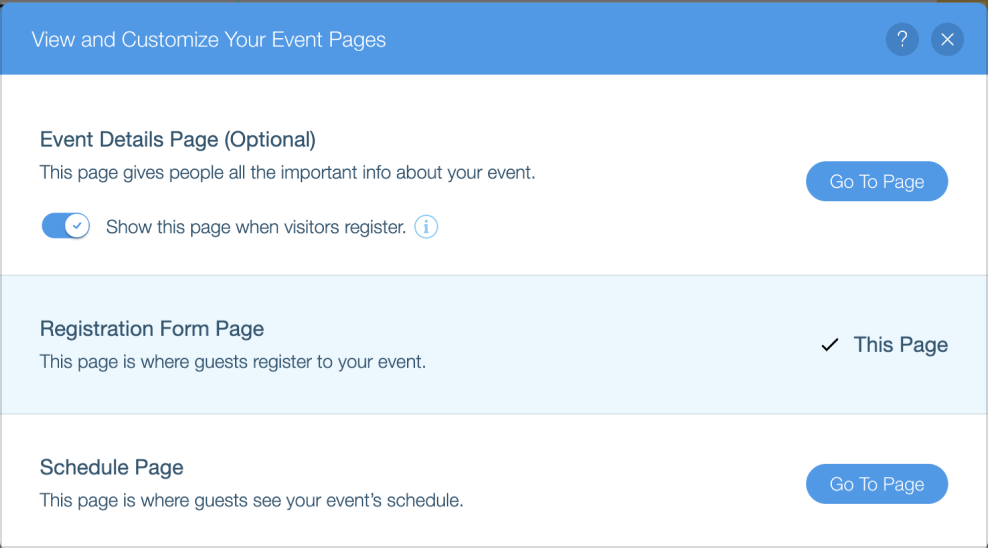 View and Customize Your Event Pages
?
Event Details Page (Optional)
This page gives people all the important info about your event.
Go To Page
Show this page when visitors register.
i
Registration Form Page
This page is where guests register to your event.
This Page
Schedule Page
This page is where guests see your event’s schedule.
Go To Page